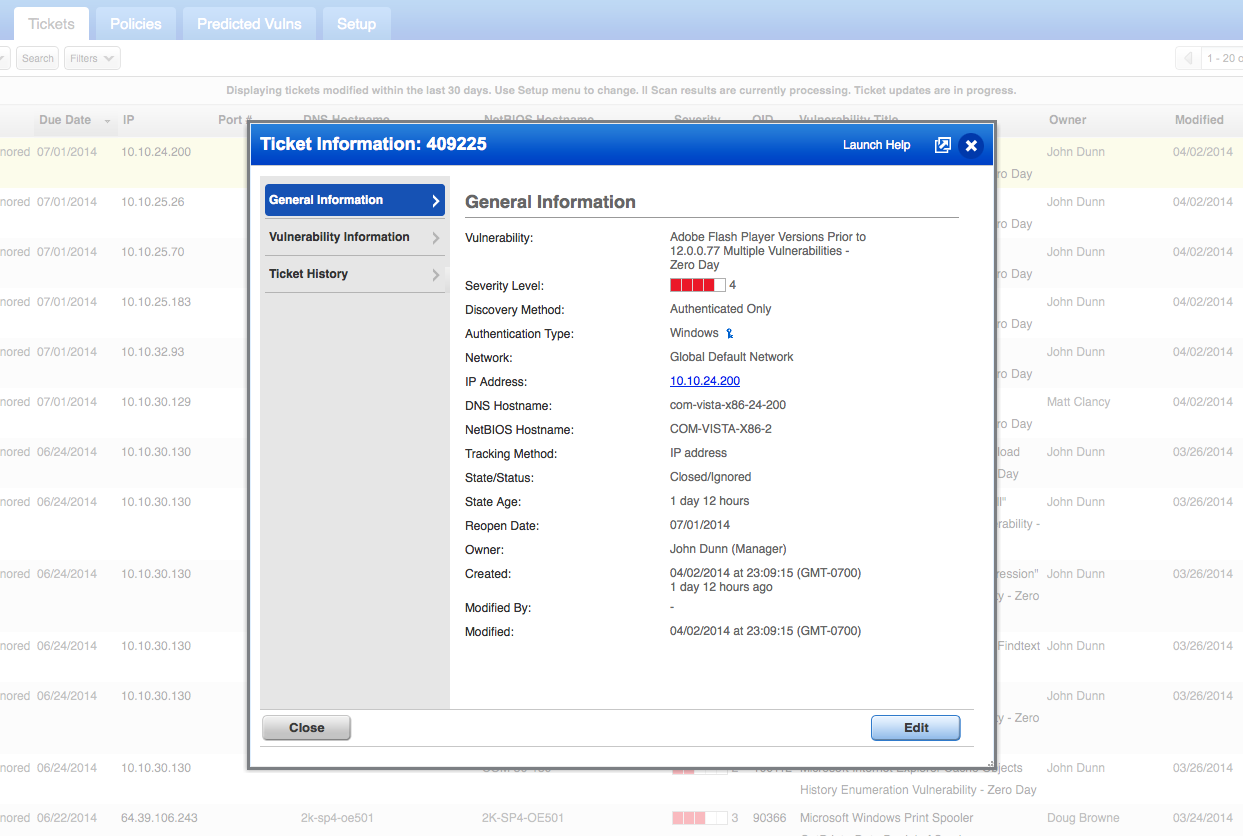 Tickets Policies Predicted Vulns Setup
Search Filters 1 - 20 o
Displaying tickets modified within the last 30 days. Use Setup menu to change. II Scan results are currently processing. Ticket updates are in progress.
Due Date IP Port # DNS Hostname NetBIOS Hostname Severity QID Vulnerability Title Owner Modified
nored 07/01/2014 10.10.24.200 John Dunn 04/02/2014
ro Day
nored 07/01/2014 10.10.25.26 John Dunn 04/02/2014
ro Day
nored 07/01/2014 10.10.25.70 John Dunn 04/02/2014
ro Day
nored 07/01/2014 10.10.25.183 John Dunn 04/02/2014
ro Day
nored 07/01/2014 10.10.32.93 John Dunn 04/02/2014
ro Day
nored 07/01/2014 10.10.30.129 Matt Clancy 04/02/2014
ro Day
nored 06/24/2014 10.10.30.130 load John Dunn 03/26/2014
Day
nored 06/24/2014 10.10.30.130 ll" John Dunn 03/26/2014
rability -
nored 06/24/2014 10.10.30.130 ression" John Dunn 03/26/2014
y - Zero
nored 06/24/2014 10.10.30.130 Findtext John Dunn 03/26/2014
nored 06/24/2014 10.10.30.130 John Dunn 03/26/2014
y - Zero
nored 06/24/2014 10.10.30.130 Microsoft Internet Explorer Cache Objects John Dunn 03/26/2014
History Enumeration Vulnerability - Zero Day
nored 06/22/2014 64.39.106.243 2k-sp4-oe501 2K-SP4-OE501 3 90366 Microsoft Windows Print Spooler Doug Browne 03/24/2014
Ticket Information: 409225 Launch Help
General Information
Vulnerability Information
Ticket History
General Information
Vulnerability: Adobe Flash Player Versions Prior to
12.0.0.77 Multiple Vulnerabilities -
Zero Day
Severity Level: 4
Discovery Method: Authenticated Only
Authentication Type: Windows
Network: Global Default Network
IP Address: 10.10.24.200
DNS Hostname: com-vista-x86-24-200
NetBIOS Hostname: COM-VISTA-X86-2
Tracking Method: IP address
State/Status: Closed/Ignored
State Age: 1 day 12 hours
Reopen Date: 07/01/2014
Owner: John Dunn (Manager)
Created: 04/02/2014 at 23:09:15 (GMT-0700)
1 day 12 hours ago
Modified By: -
Modified: 04/02/2014 at 23:09:15 (GMT-0700)
Close Edit